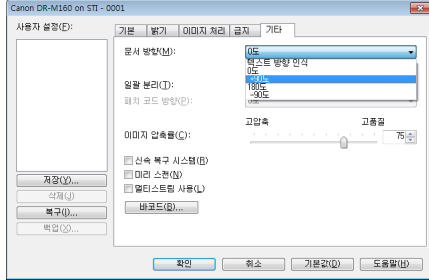 Canon DR-M160 on STI - 0001
사용자 설정(F):
기본 밝기 이미지 처리 급지 기타
문서 방향(M):
0도
텍스트 방향 인식
0도
+90도
180도
-90도
일괄 분리(T):
패치 코드 방향(P):
0도
고압축 고품질
이미지 압축률(C):
75
신속 복구 시스템(R)
미리 스캔(N)
멀티스트림 사용(L)
바코드(B)...
저장(V)...
삭제(J)
복구(I)...
백업(X)...
확인 취소 기본값(D) 도움말(H)